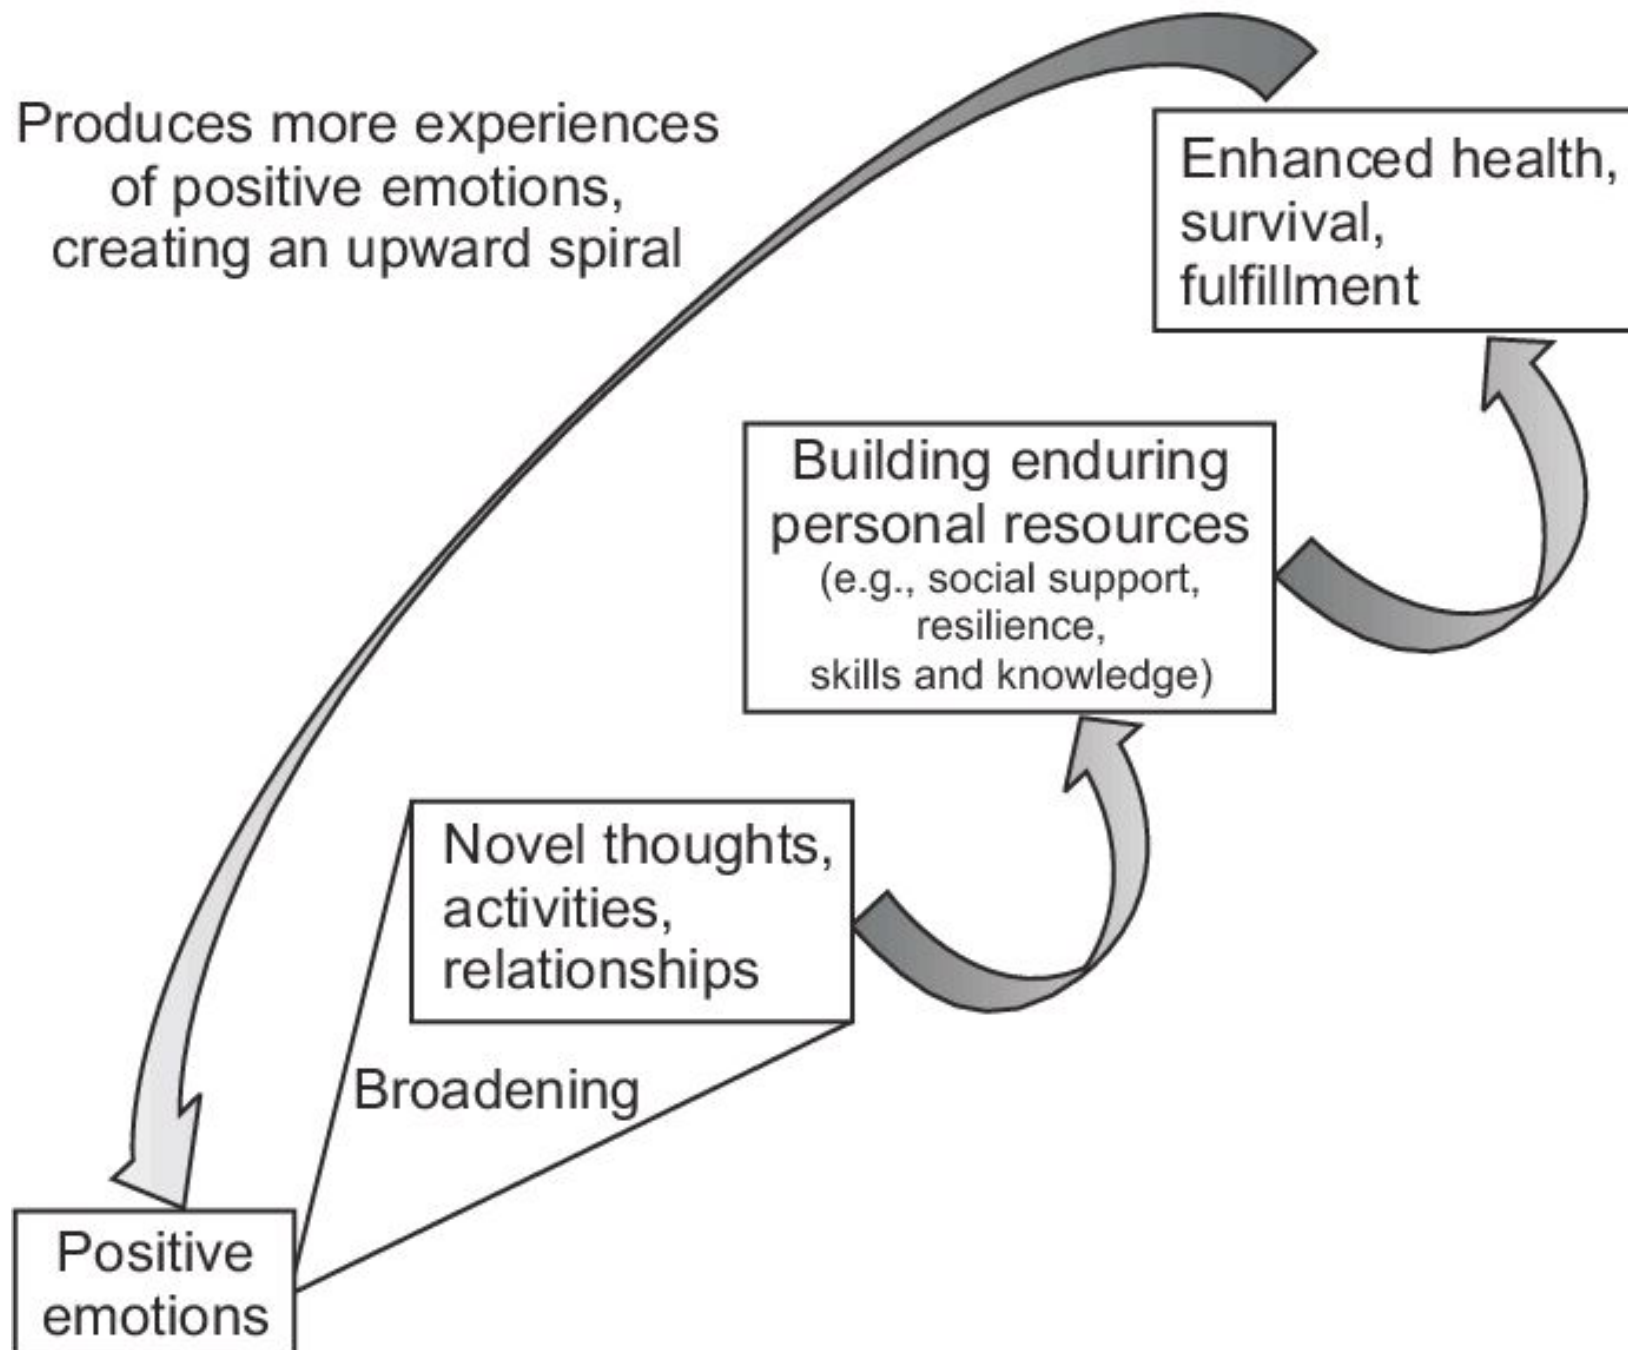 Produces more experiences
of positive emotions,
creating an upward spiral
Enhanced health,
survival,
fulfillment
Building enduring
personal resources
(e.g., social support,
resilience,
skills and knowledge)
Novel thoughts,
activities,
relationships
Broadening
Positive
emotions